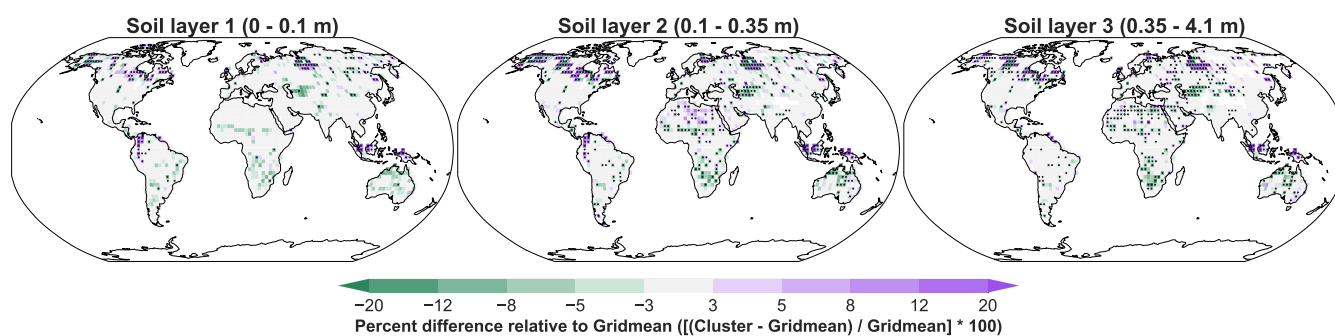 Soil layer 1 (0 - 0.1 m)
Soil layer 2 (0.1 - 0.35 m)
Soil layer 3 (0.35 - 4.1 m)
−20 −12 −8 −5 −3 3 5 8 12 20
Percent difference relative to Gridmean ([(Cluster - Gridmean) / Gridmean] * 100)